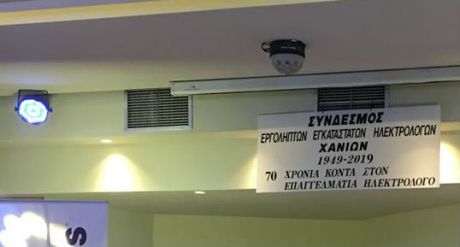 ΣΥΝΔΕΣΜΟΣ
ΕΡΓΟΛΗΠΤΩΝ ΕΓΚΑΤΑΣΤΑΤΩΝ ΗΛΕΚΤΡΟΛΟΓΩΝ
ΧΑΝΙΩΝ
1949-2019
70 ΧΡΟΝΙΑ ΚΟΝΤΑ ΣΤΟΝ
ΕΠΑΓΓΕΛΜΑΤΙΑ ΗΛΕΚΤΡΟΛΟΓΟ